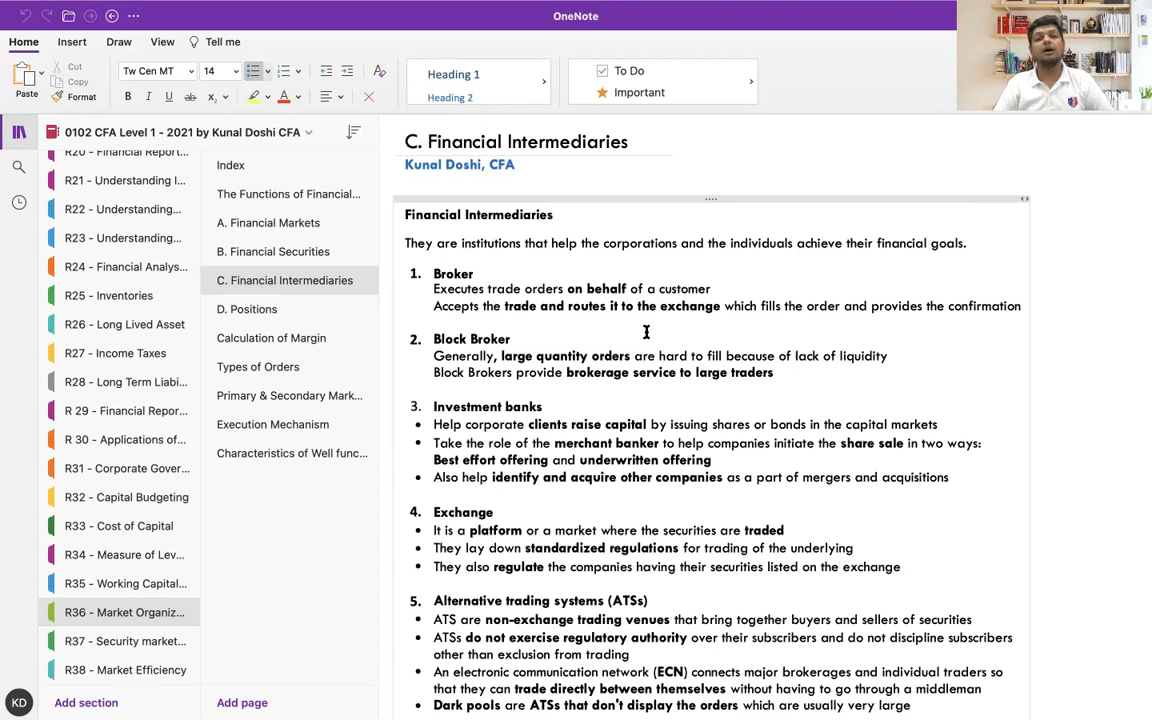 OneNote
Home Insert Draw View Tell me
Paste
Cut
Copy
Format
Tw Cen MT 14
B I U ab x₂ A
Heading 1
Heading 2
To Do
Important
0102 CFA Level 1 - 2021 by Kunal Doshi CFA
R20 - Financial Report...
R21 - Understanding I...
R22 - Understanding...
R23 - Understanding...
R24 - Financial Analys...
R25 - Inventories
R26 - Long Lived Asset
R27 - Income Taxes
R28 - Long Term Liabi...
R 29 - Financial Repor...
R 30 - Applications of...
R31 - Corporate Gover...
R32 - Capital Budgeting
R33 - Cost of Capital
R34 - Measure of Lev...
R35 - Working Capital...
R36 - Market Organiz...
R37 - Security market...
R38 - Market Efficiency
KD
Add section
Index
The Functions of Financial...
A. Financial Markets
B. Financial Securities
C. Financial Intermediaries
D. Positions
Calculation of Margin
Types of Orders
Primary & Secondary Mark...
Execution Mechanism
Characteristics of Well func...
Add page
C. Financial Intermediaries
Kunal Doshi, CFA
Financial Intermediaries
They are institutions that help the corporations and the individuals achieve their financial goals.
1. Broker
Executes trade orders on behalf of a customer
Accepts the trade and routes it to the exchange which fills the order and provides the confirmation
2. Block Broker
Generally, large quantity orders are hard to fill because of lack of liquidity
Block Brokers provide brokerage service to large traders
3. Investment banks
• Help corporate clients raise capital by issuing shares or bonds in the capital markets
• Take the role of the merchant banker to help companies initiate the share sale in two ways:
Best effort offering and underwritten offering
• Also help identify and acquire other companies as a part of mergers and acquisitions
4. Exchange
• It is a platform or a market where the securities are traded
• They lay down standardized regulations for trading of the underlying
• They also regulate the companies having their securities listed on the exchange
5. Alternative trading systems (ATSs)
• ATS are non-exchange trading venues that bring together buyers and sellers of securities
• ATSs do not exercise regulatory authority over their subscribers and do not discipline subscribers
other than exclusion from trading
• An electronic communication network (ECN) connects major brokerages and individual traders so
that they can trade directly between themselves without having to go through a middleman
• Dark pools are ATSs that don't display the orders which are usually very large